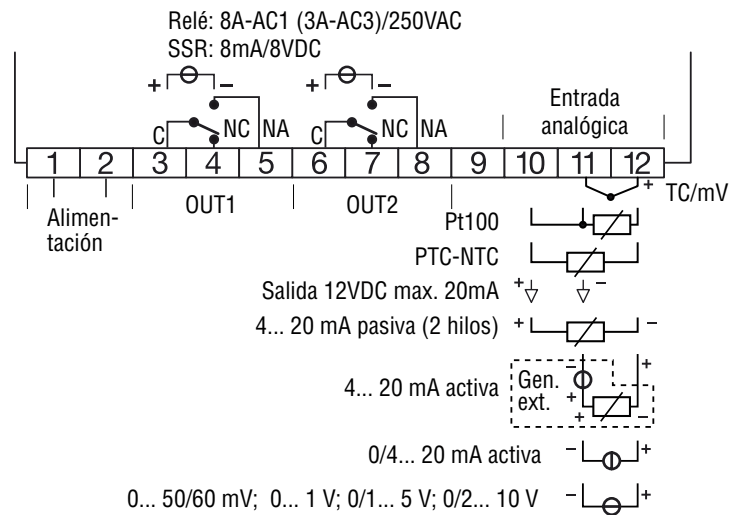 Relé: 8A-AC1 (3A-AC3)/250VAC
SSR: 8mA/8VDC
+ − + −
C NC NA C NC NA
Entrada
analógica
1 2 3 4 5 6 7 8 9 10 11 12
+ TC/mV
Alimen-
tación
OUT1 OUT2
Pt100
PTC-NTC
Salida 12VDC max. 20mA + −
4... 20 mA pasiva (2 hilos) + −
4... 20 mA activa
Gen.
ext.
− + + + −
0/4... 20 mA activa − +
0... 50/60 mV; 0... 1 V; 0/1... 5 V; 0/2... 10 V − +